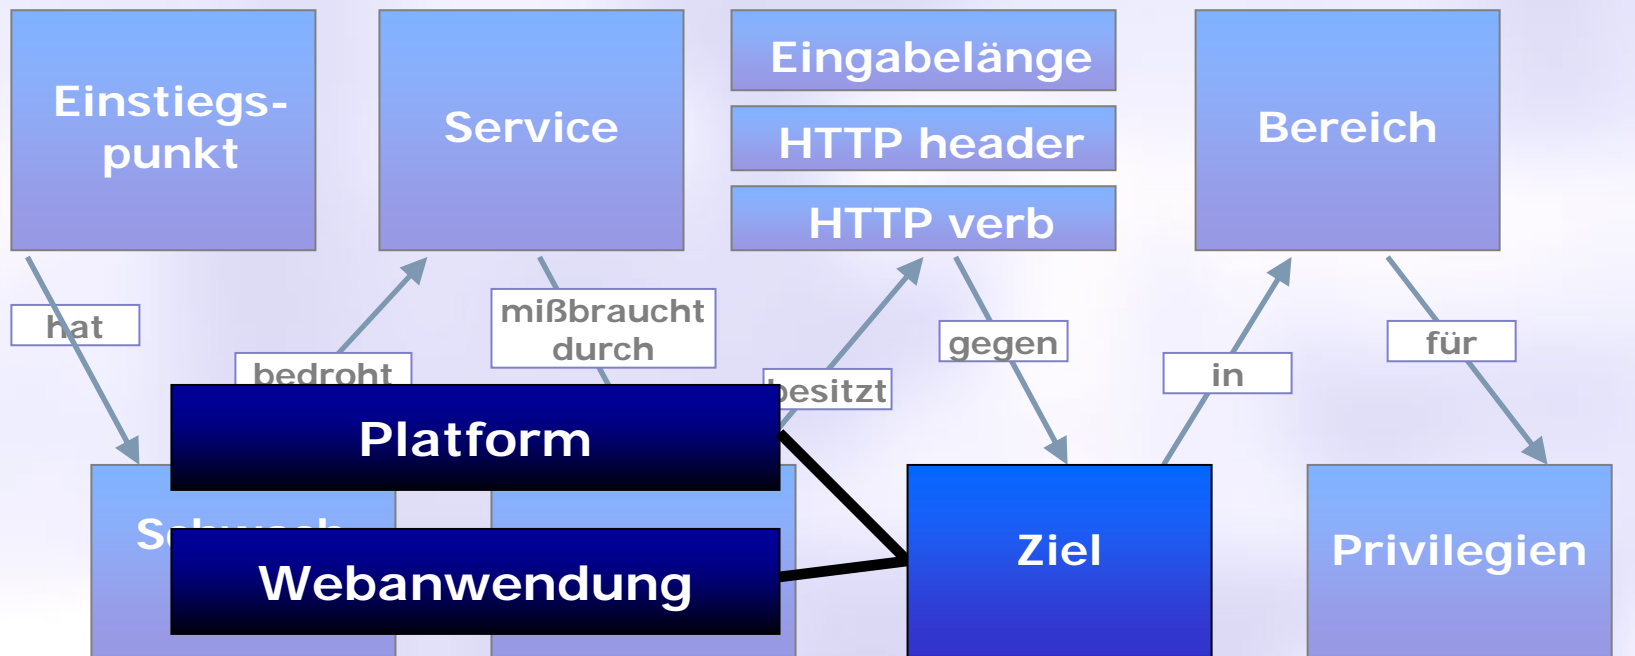 Einstiegs-
punkt
Service
Eingabelänge
HTTP header
HTTP verb
Bereich
hat
bedroht
mißbraucht
durch
besitzt
gegen
in
für
Platform
Webanwendung
Ziel
Privilegien